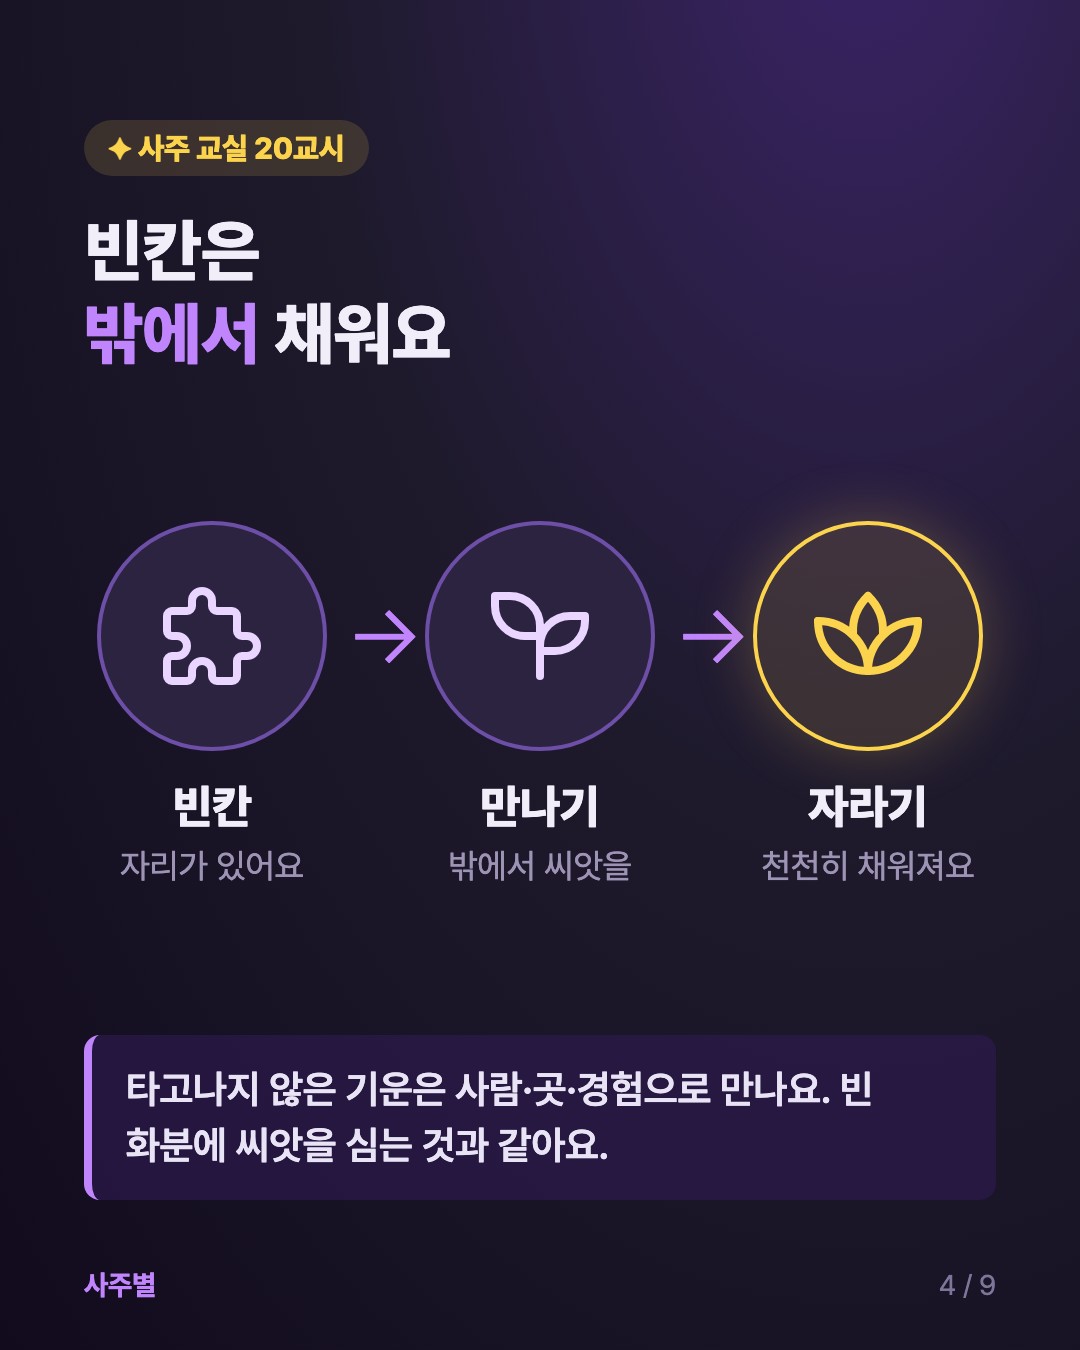 ✦ 사주 교실 20교시
빈칸은
밖에서 채워요
빈칸
자리가 있어요
만나기
밖에서 씨앗을
자라기
천천히 채워져요
타고나지 않은 기운은 사람·곳·경험으로 만나요. 빈
화분에 씨앗을 심는 것과 같아요.
사주별
4 / 9